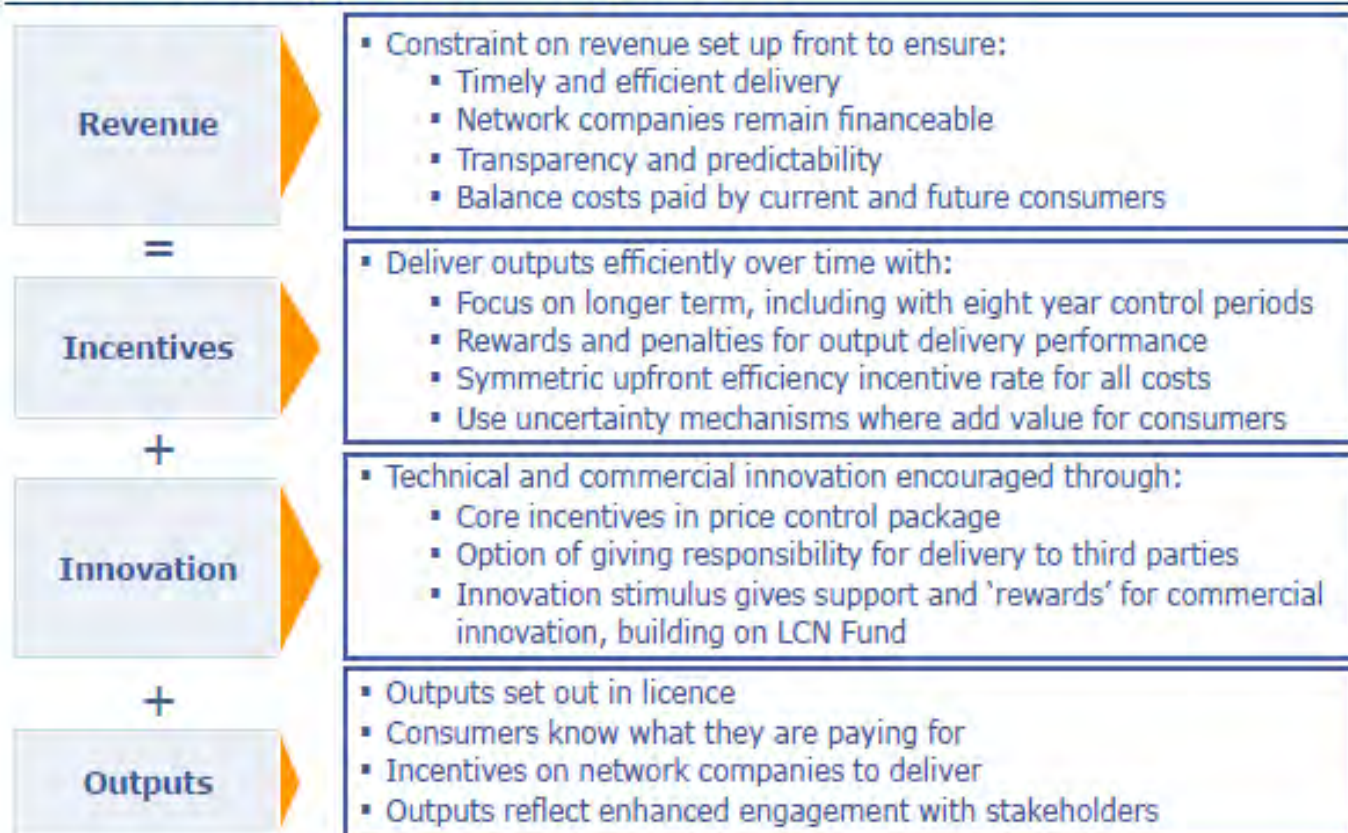 Revenue
▪ Constraint on revenue set up front to ensure:
▪ Timely and efficient delivery
▪ Network companies remain financeable
▪ Transparency and predictability
▪ Balance costs paid by current and future consumers
=
Incentives
▪ Deliver outputs efficiently over time with:
▪ Focus on longer term, including with eight year control periods
▪ Rewards and penalties for output delivery performance
▪ Symmetric upfront efficiency incentive rate for all costs
▪ Use uncertainty mechanisms where add value for consumers
+
Innovation
▪ Technical and commercial innovation encouraged through:
▪ Core incentives in price control package
▪ Option of giving responsibility for delivery to third parties
▪ Innovation stimulus gives support and ‘rewards’ for commercial
innovation, building on LCN Fund
+
Outputs
▪ Outputs set out in licence
▪ Consumers know what they are paying for
▪ Incentives on network companies to deliver
▪ Outputs reflect enhanced engagement with stakeholders